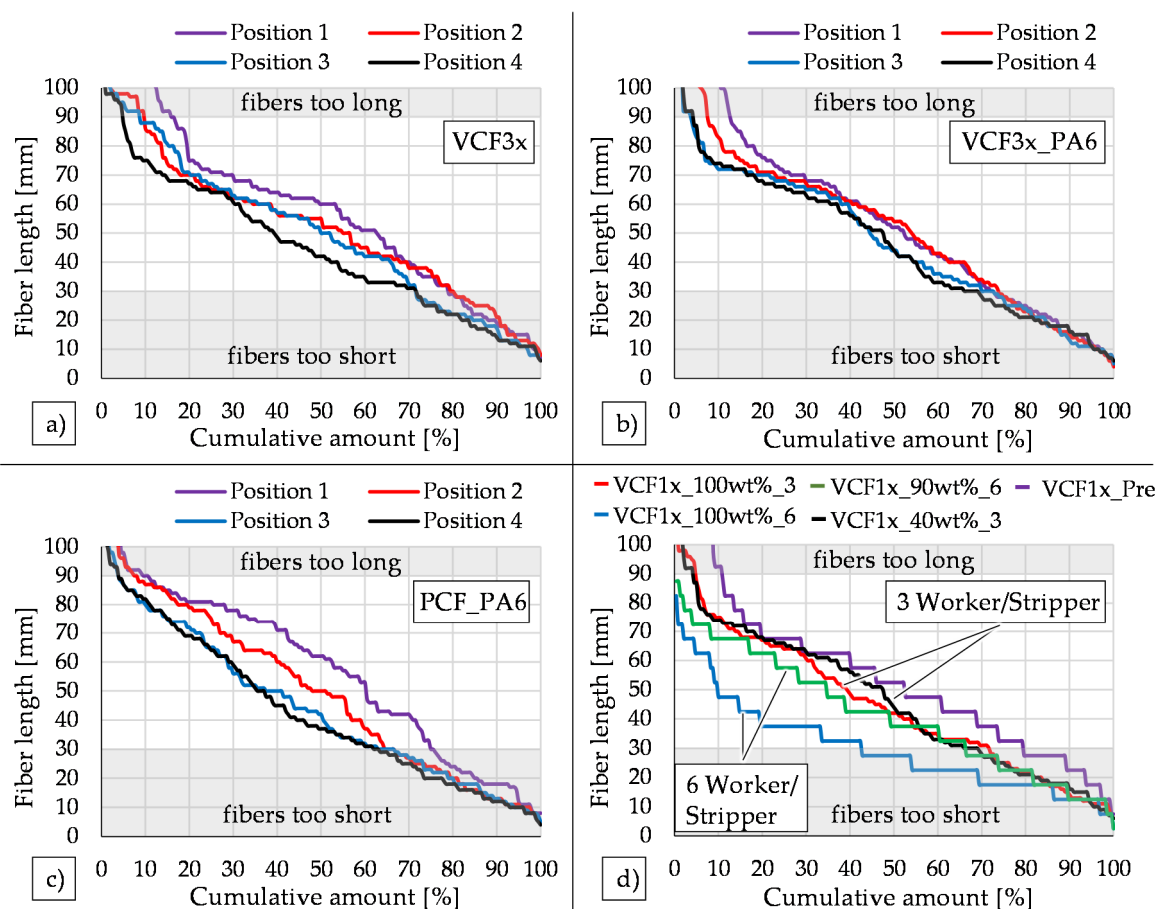 Position 1
Position 2
Position 3
Position 4
100
90
80
70
60
50
40
30
20
10
0
Fiber length [mm]
fibers too long
VCF3x
fibers too short
0 10 20 30 40 50 60 70 80 90 100
Cumulative amount [%]
a)
Position 1
Position 2
Position 3
Position 4
100
90
80
70
60
50
40
30
20
10
0
Fiber length [mm]
fibers too long
VCF3x_PA6
fibers too short
0 10 20 30 40 50 60 70 80 90 100
Cumulative amount [%]
b)
Position 1
Position 2
Position 3
Position 4
100
90
80
70
60
50
40
30
20
10
0
Fiber length [mm]
fibers too long
PCF_PA6
fibers too short
0 10 20 30 40 50 60 70 80 90 100
Cumulative amount [%]
c)
VCF1x_100wt%_3
VCF1x_90wt%_6
VCF1x_Pre
VCF1x_100wt%_6
VCF1x_40wt%_3
100
90
80
70
60
50
40
30
20
10
0
Fiber length [mm]
fibers too long
3 Worker/Stripper
6 Worker/
Stripper
fibers too short
0 10 20 30 40 50 60 70 80 90 100
Cumulative amount [%]
d)